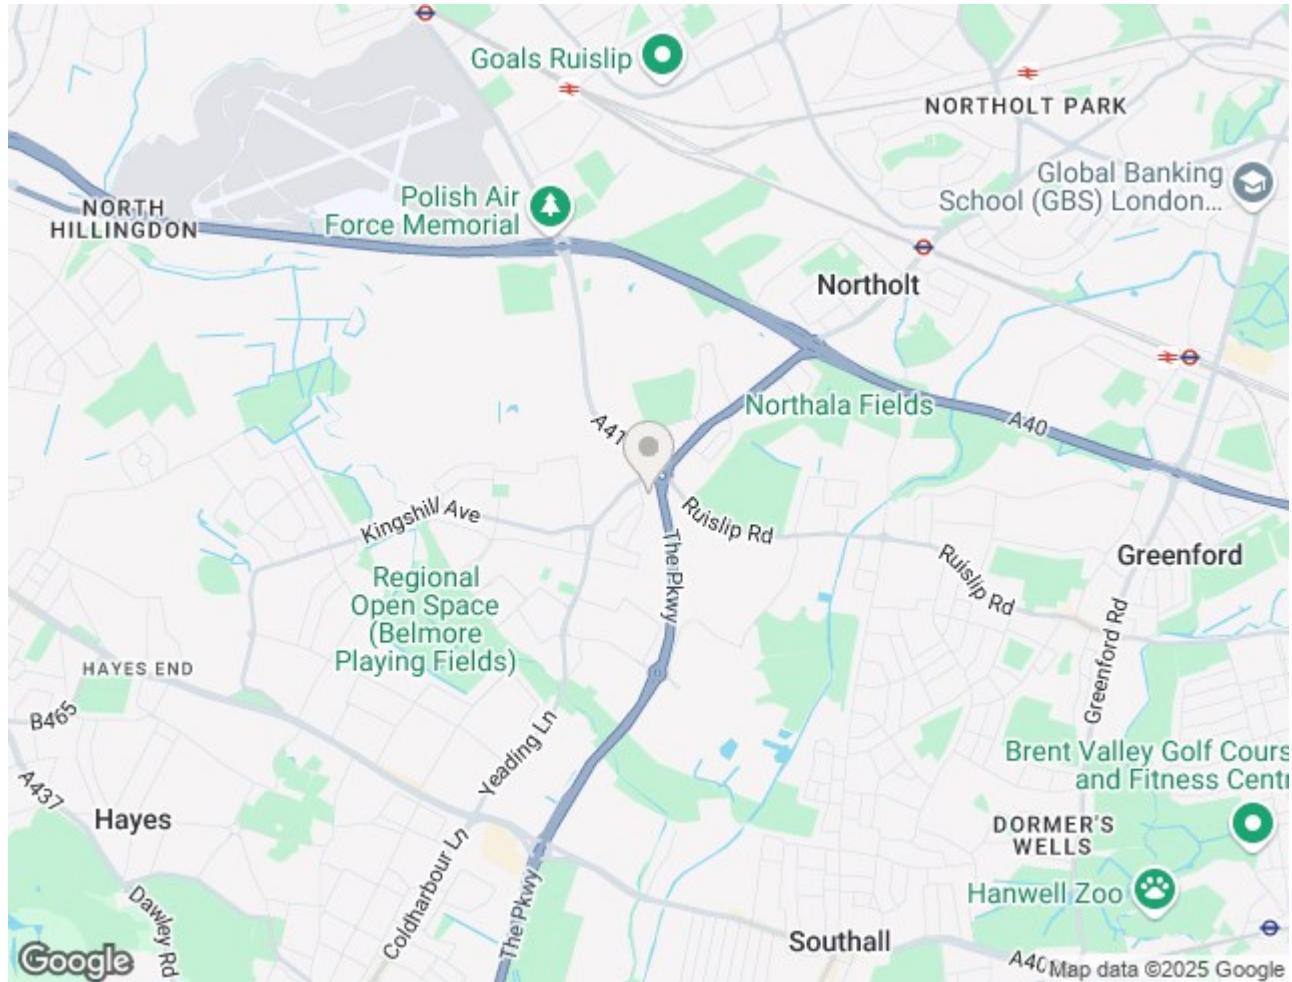 Goals Ruislip
NORTHOLT PARK
Global Banking
School (GBS) London...
Polish Air
Force Memorial
NORTH
HILLINGDON
Northolt
Northala Fields
A40
A41
Kingshill Ave
Ruislip Rd
The Pkwy
Ruislip Rd
Greenford
Regional
Open Space
(Belmore
Playing Fields)
Greenford Rd
HAYES END
B465
Yeading Ln
A437
Hayes
Brent Valley Golf Cours
and Fitness Centr
DORMER'S
WELLS
Coldharbour Ln
The Pkwy
Hanwell Zoo
Dawley Rd
Southall
A40
Google
Map data ©2025 Google